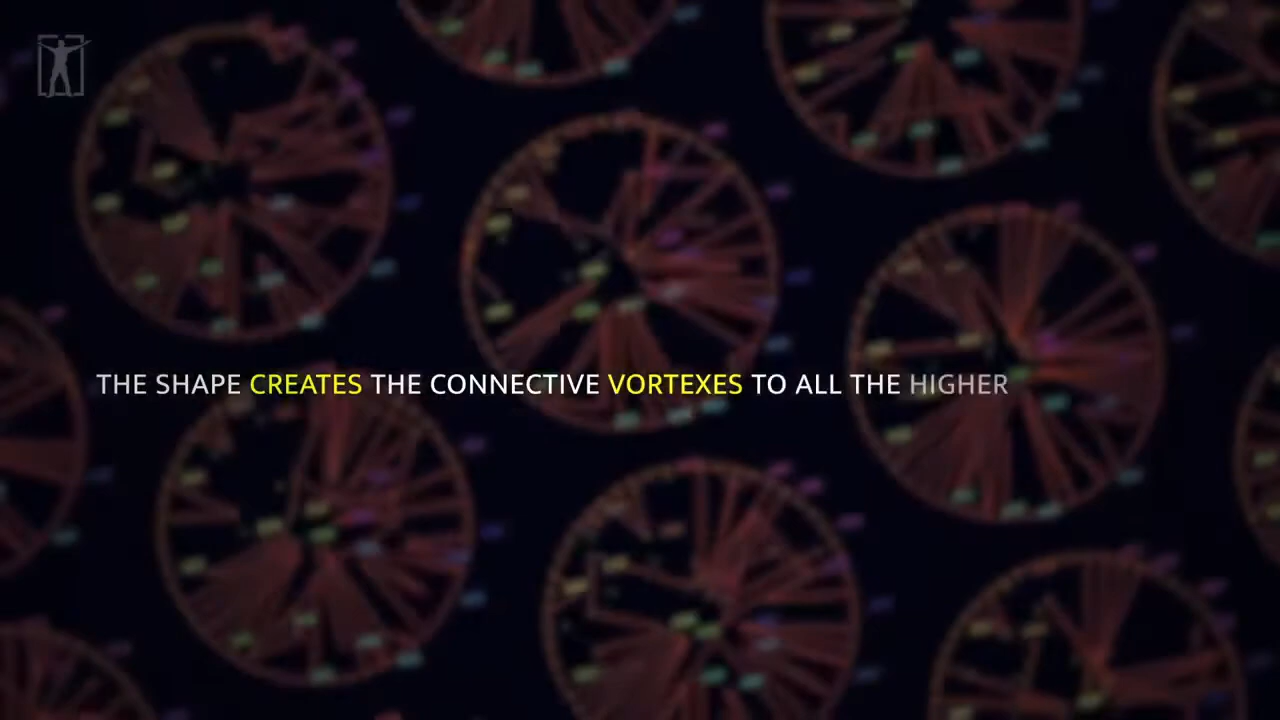 THE SHAPE CREATES THE CONNECTIVE VORTEXES TO ALL THE HIGHER